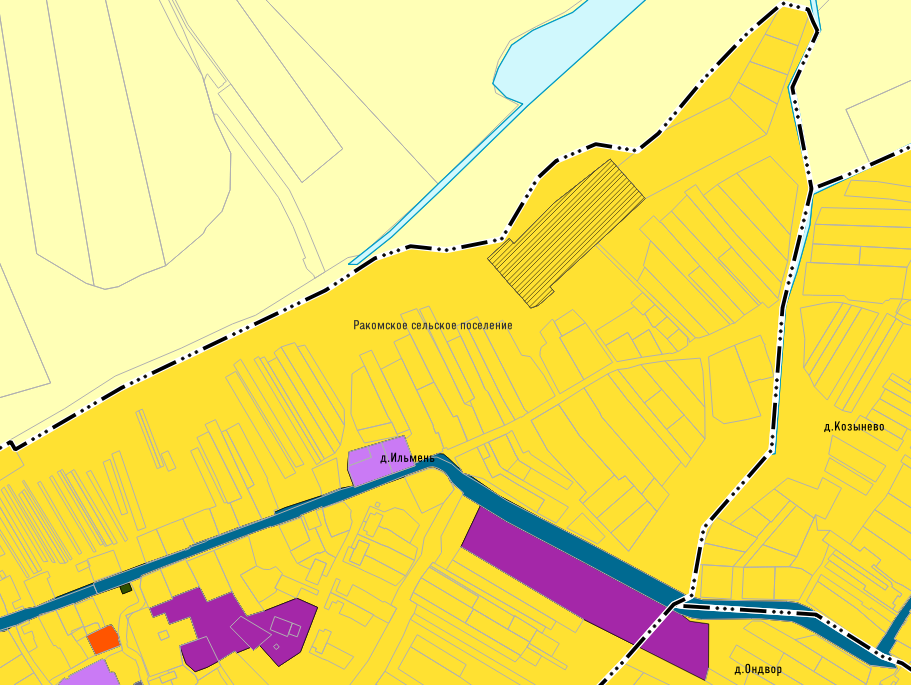 Ракомское сельское поселение
д.Козынево
д.Ильмень
д.Ондвор